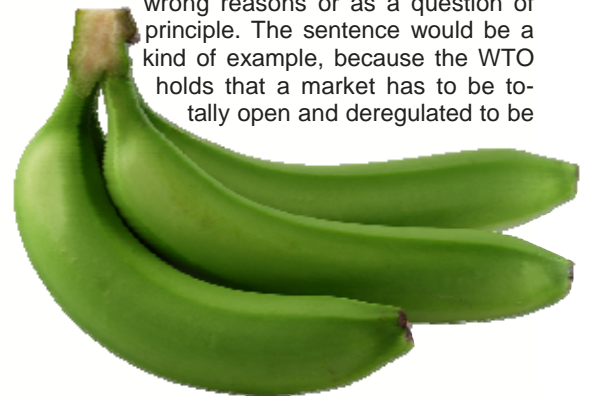 wrong reasons or as a question of
principle. The sentence would be a
kind of example, because the WTO
holds that a market has to be to-
tally open and deregulated to be